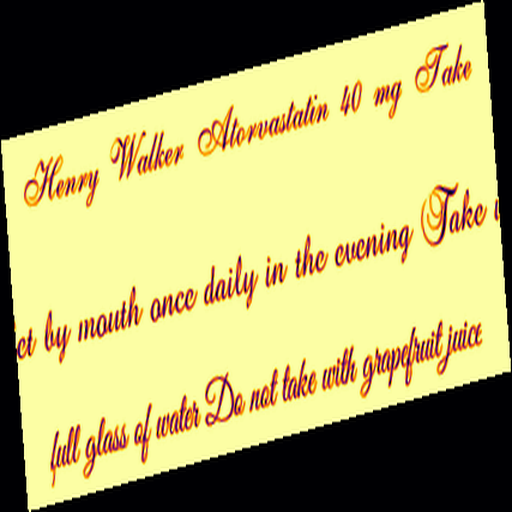 Henry Walker Atorvastatin 40 mg Take
by mouth once daily in the evening Take
full glass of water Do not take with grapefruit juice